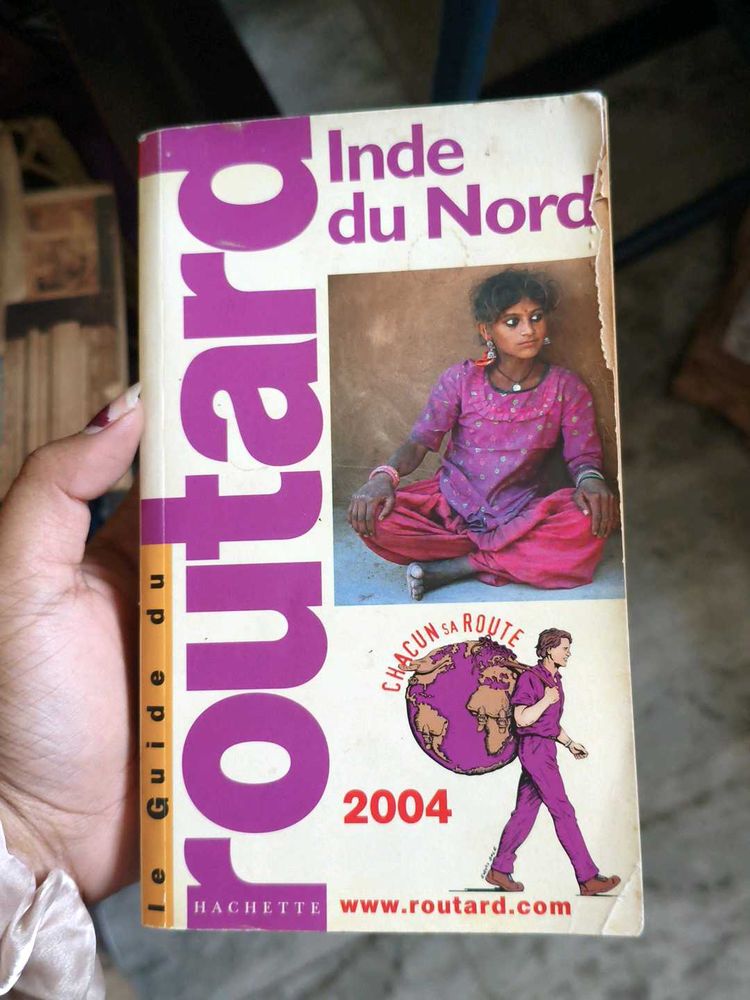 le Guide du
routard
Inde
du Nord
CHACUN SA ROUTE
2004
HACHETTE
www.routard.com